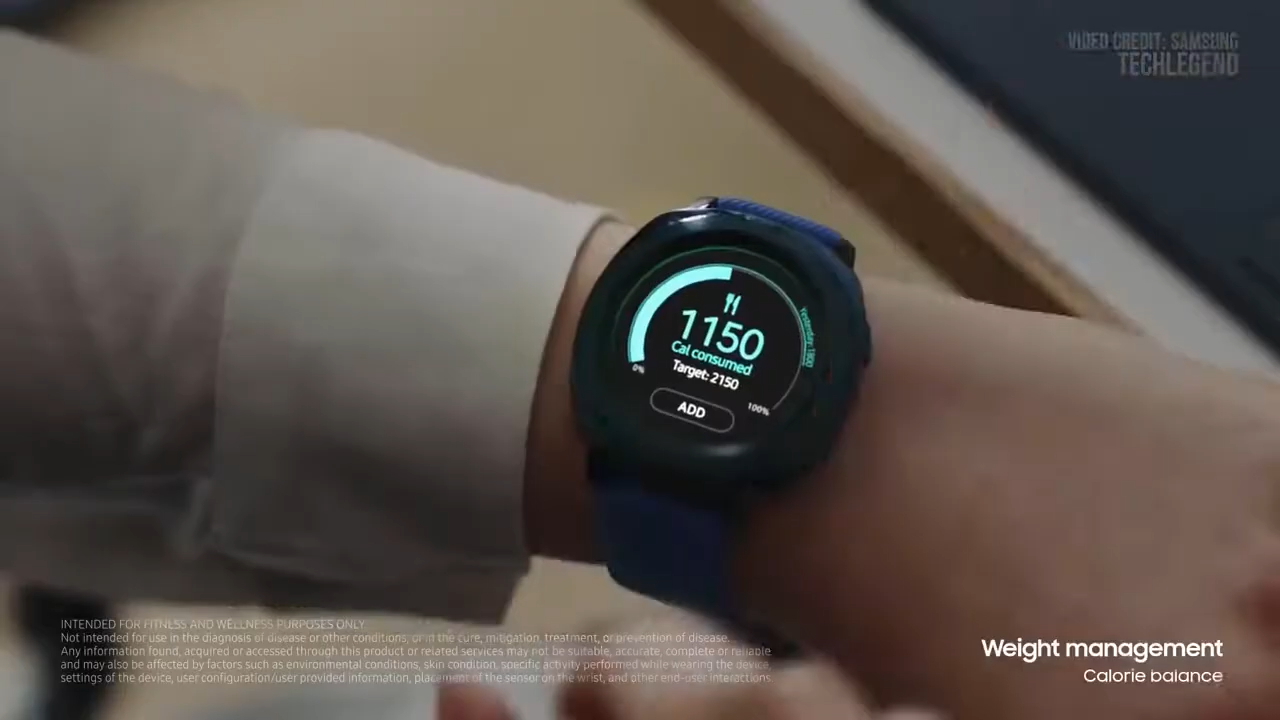 VIDEO CREDIT: SAMSUNG
TECHLEGEND
Yesterday: 1800
1150
Cal consumed
Target: 2150
0%
100%
ADD
INTENDED FOR FITNESS AND WELLNESS PURPOSES ONLY
Not intended for use in the diagnosis of disease or other conditions, or in the cure, mitigation, treatment, or prevention of disease.
Any information found, acquired or accessed through this product or related services may not be suitable, accurate, complete or reliable
and may also be affected by factors such as environmental conditions, skin condition, specific activity performed while wearing the device,
settings of the device, user configuration/user provided information, placement of the sensor on the wrist, and other end-user interactions.
Weight management
Calorie balance